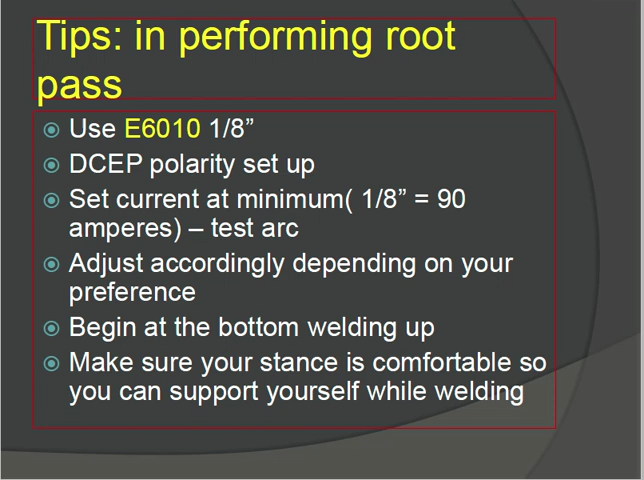 Tips: in performing root
pass
Use E6010 1/8”
DCEP polarity set up
Set current at minimum( 1/8” = 90
amperes) – test arc
Adjust accordingly depending on your
preference
Begin at the bottom welding up
Make sure your stance is comfortable so
you can support yourself while welding